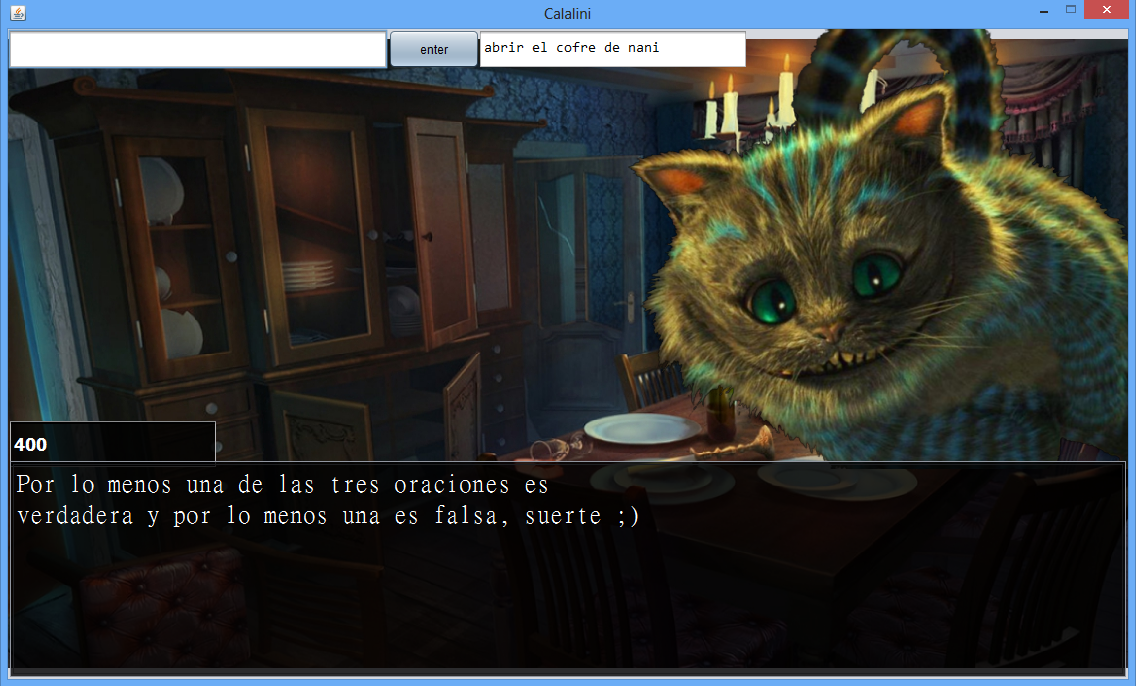 Calalini
enter
abrir el cofre de nani
400
Por lo menos una de las tres oraciones es
verdadera y por lo menos una es falsa, suerte ;)